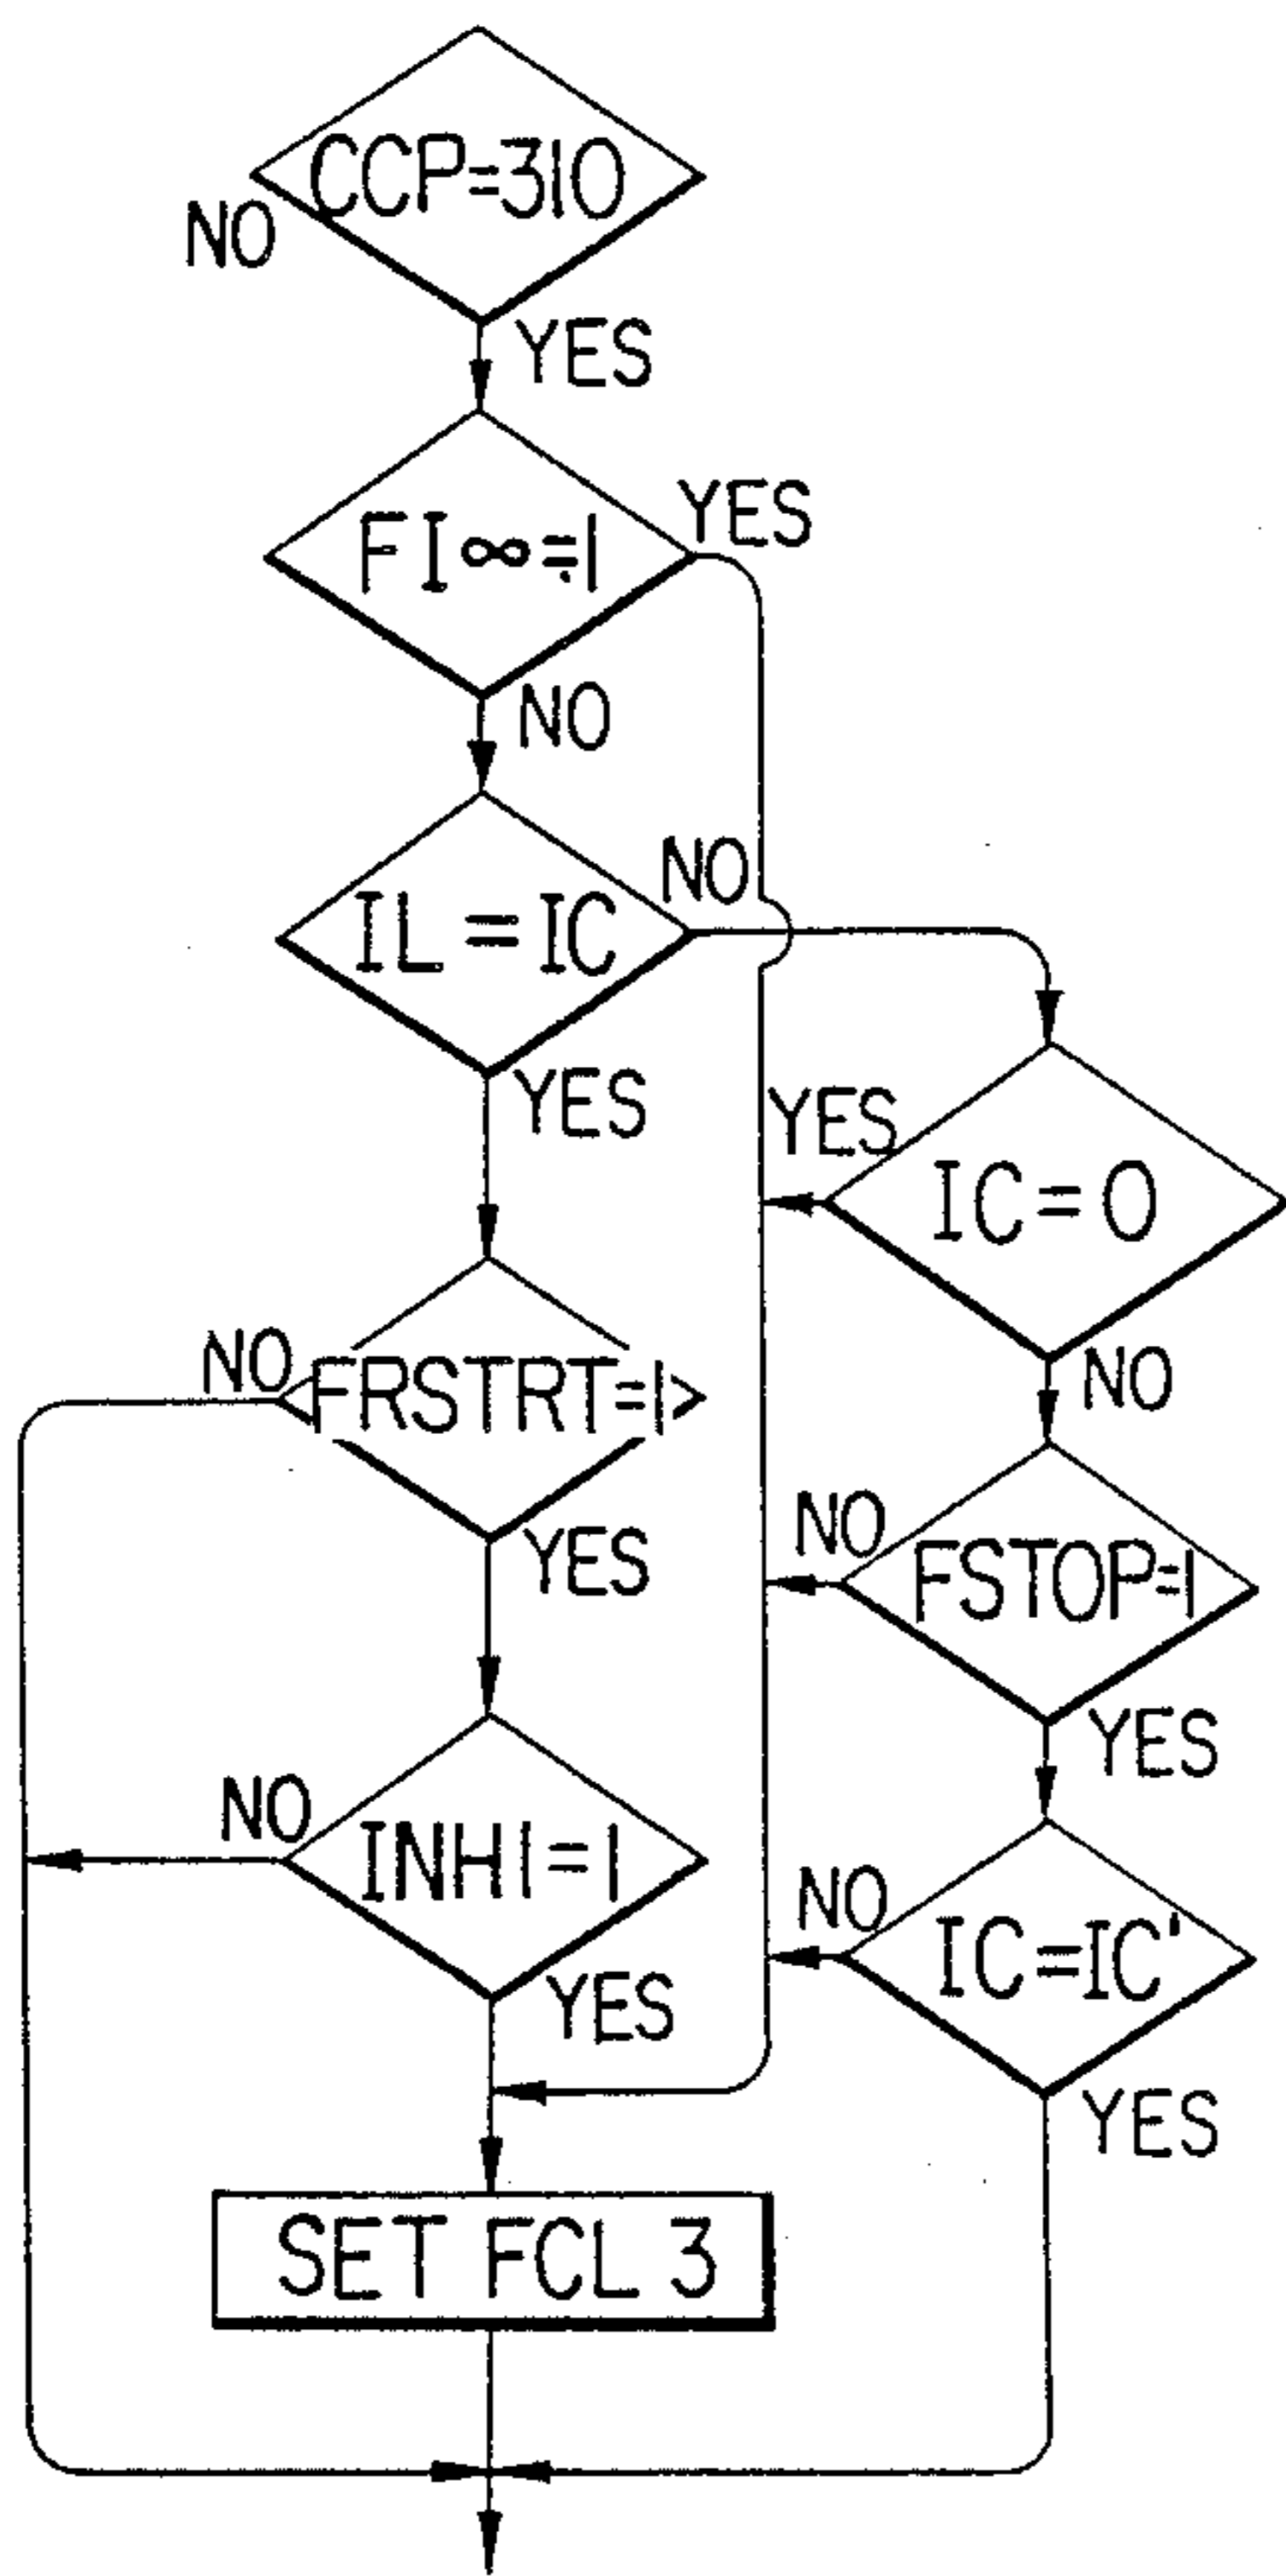 CCP=310
NO
YES
FI∞=1
YES
NO
IL=IC
NO
YES
IC=0
YES
NO
FRSTRT=1
NO
YES
FSTOP=1
NO
YES
INHI=1
NO
YES
IC=IC'
NO
YES
SET FCL 3